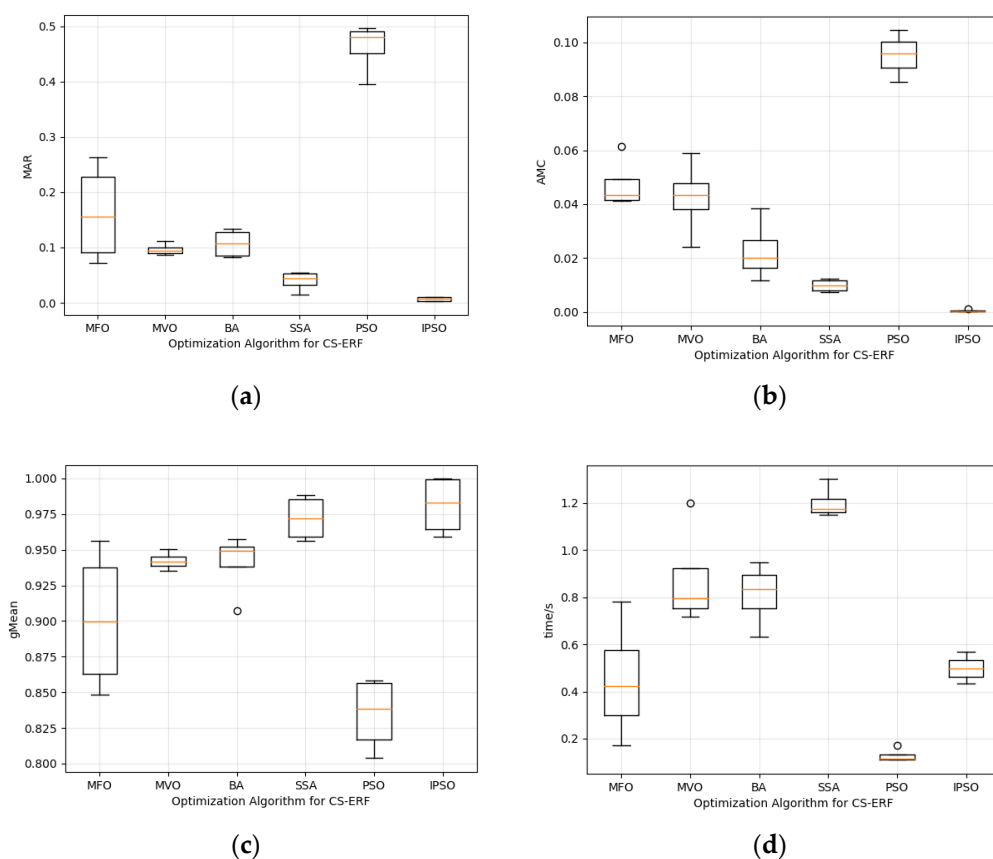 0.5
0.4
0.3
0.2
0.1
0.0
MAR
MFO MVO BA SSA PSO IPSO
Optimization Algorithm for CS-ERF
(a)
0.10
0.08
0.06
0.04
0.02
0.00
AMC
MFO MVO BA SSA PSO IPSO
Optimization Algorithm for CS-ERF
(b)
1.000
0.975
0.950
0.925
0.900
0.875
0.850
0.825
0.800
gMean
MFO MVO BA SSA PSO IPSO
Optimization Algorithm for CS-ERF
(c)
1.2
1.0
0.8
0.6
0.4
0.2
time/s
MFO MVO BA SSA PSO IPSO
Optimization Algorithm for CS-ERF
(d)